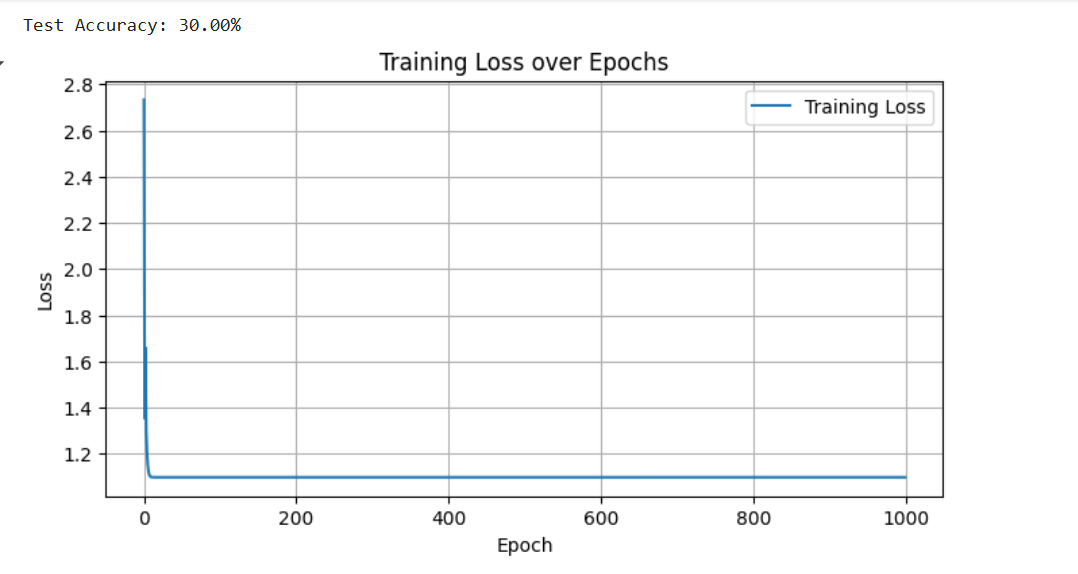 Test Accuracy: 30.00%
Training Loss over Epochs
Training Loss
2.8
2.6
2.4
2.2
2.0
1.8
1.6
1.4
1.2
Loss
0 200 400 600 800 1000
Epoch